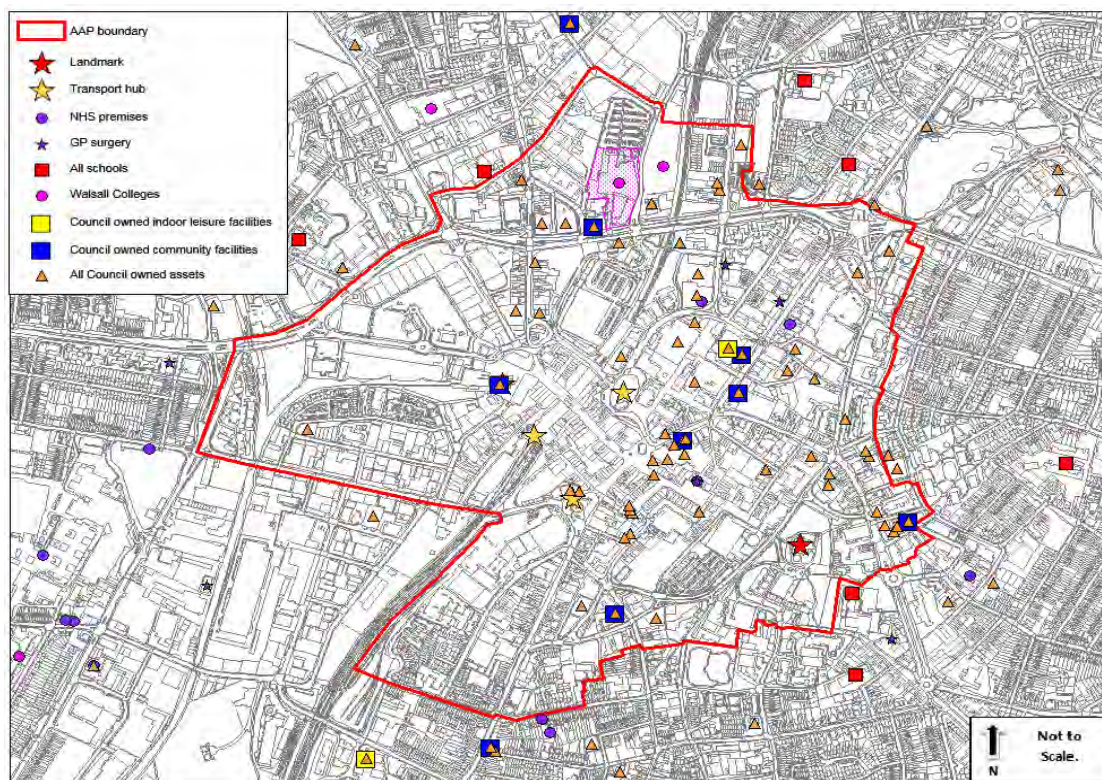 AAP boundary
Landmark
Transport hub
NHS premises
GP surgery
All schools
Walsall Colleges
Council owned indoor leisure facilities
Council owned community facilities
All Council owned assets
Not to
Scale.
N